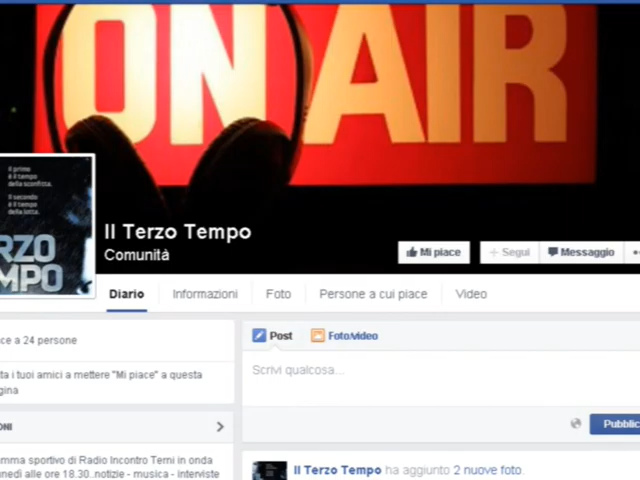 ON AIR
Il primo
è il tempo
della sconfitta.
Il secondo
è il tempo
della lotta.
RZO
MPO
Il Terzo Tempo
Comunità
Mi piace
Segui
Messaggio
Diario
Informazioni
Foto
Persone a cui piace
Video
ce a 24 persone
ta i tuoi amici a mettere "Mi piace" a questa
gina
ONI
Post
Foto/video
Scrivi qualcosa...
Pubblic
mma sportivo di Radio Incontro Terni in onda
nedì alle ore 18.30..notizie - musica - interviste
Il Terzo Tempo ha aggiunto 2 nuove foto.